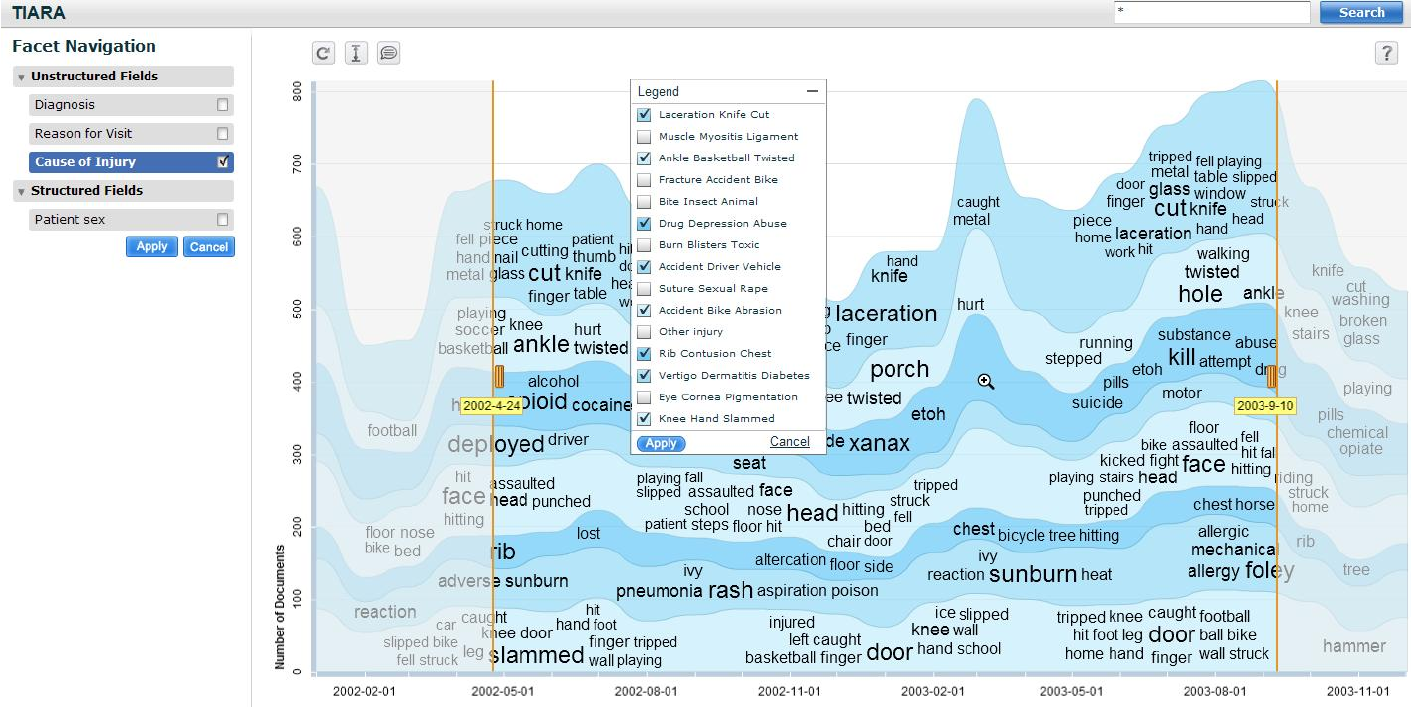 TIARA
*
Search
Facet Navigation
Unstructured Fields
Diagnosis
Reason for Visit
Cause of Injury
Structured Fields
Patient sex
Apply Cancel
?
Legend
Laceration Knife Cut
Muscle Myositis Ligament
Ankle Basketball Twisted
Fracture Accident Bike
Bite Insect Animal
Drug Depression Abuse
Burn Blisters Toxic
Accident Driver Vehicle
Suture Sexual Rape
Accident Bike Abrasion
Other injury
Rib Contusion Chest
Vertigo Dermatitis Diabetes
Eye Cornea Pigmentation
Knee Hand Slammed
Apply Cancel
Number of Documents
800
700
600
500
400
300
200
100
0
struck home
fell piece cutting patient
hand nail thumb
metal glass cut knife
finger table
playing
soccer knee hurt
basketball ankle twisted
alcohol
2002-4-24 opioid cocaine
football
deployed driver
hit assaulted
face head punched
hitting
floor nose
bike bed
lost
rib
adverse sunburn
reaction
car caught hit
slipped bike knee door hand foot
fell struck leg finger tripped
slammed wall playing
seat
playing fall
slipped assaulted face
school nose head hitting
patient steps floor hit bed
chair door
struck
fell
tripped
altercation floor side
ivy
pneumonia rash aspiration poison
injured
left caught
basketball finger door
hand
knife
laceration
finger
porch
twisted
etoh
xanax
caught
metal
hurt
chest bicycle tree hitting
ivy
reaction sunburn heat
ice slipped
knee wall
hand school
tripped fell playing
metal table slipped
door glass window
finger cut knife struck
piece head
home laceration hand
work hit
walking
twisted
hole ankle
running
stepped
substance
kill abuse
etoh attempt drug
pills
suicide motor
2003-9-10
floor
bike assaulted fell
kicked fight hit fall
playing stairs head face hitting
punched
tripped
chest horse
allergic
mechanical
allergy foley
tripped knee caught football
hit foot leg door ball bike
home hand finger wall struck
knife
cut
washing
knee broken
stairs glass
playing
pills
chemical
opiate
riding
struck
home
rib
tree
hammer
2002-02-01 2002-05-01 2002-08-01 2002-11-01 2003-02-01 2003-05-01 2003-08-01 2003-11-01